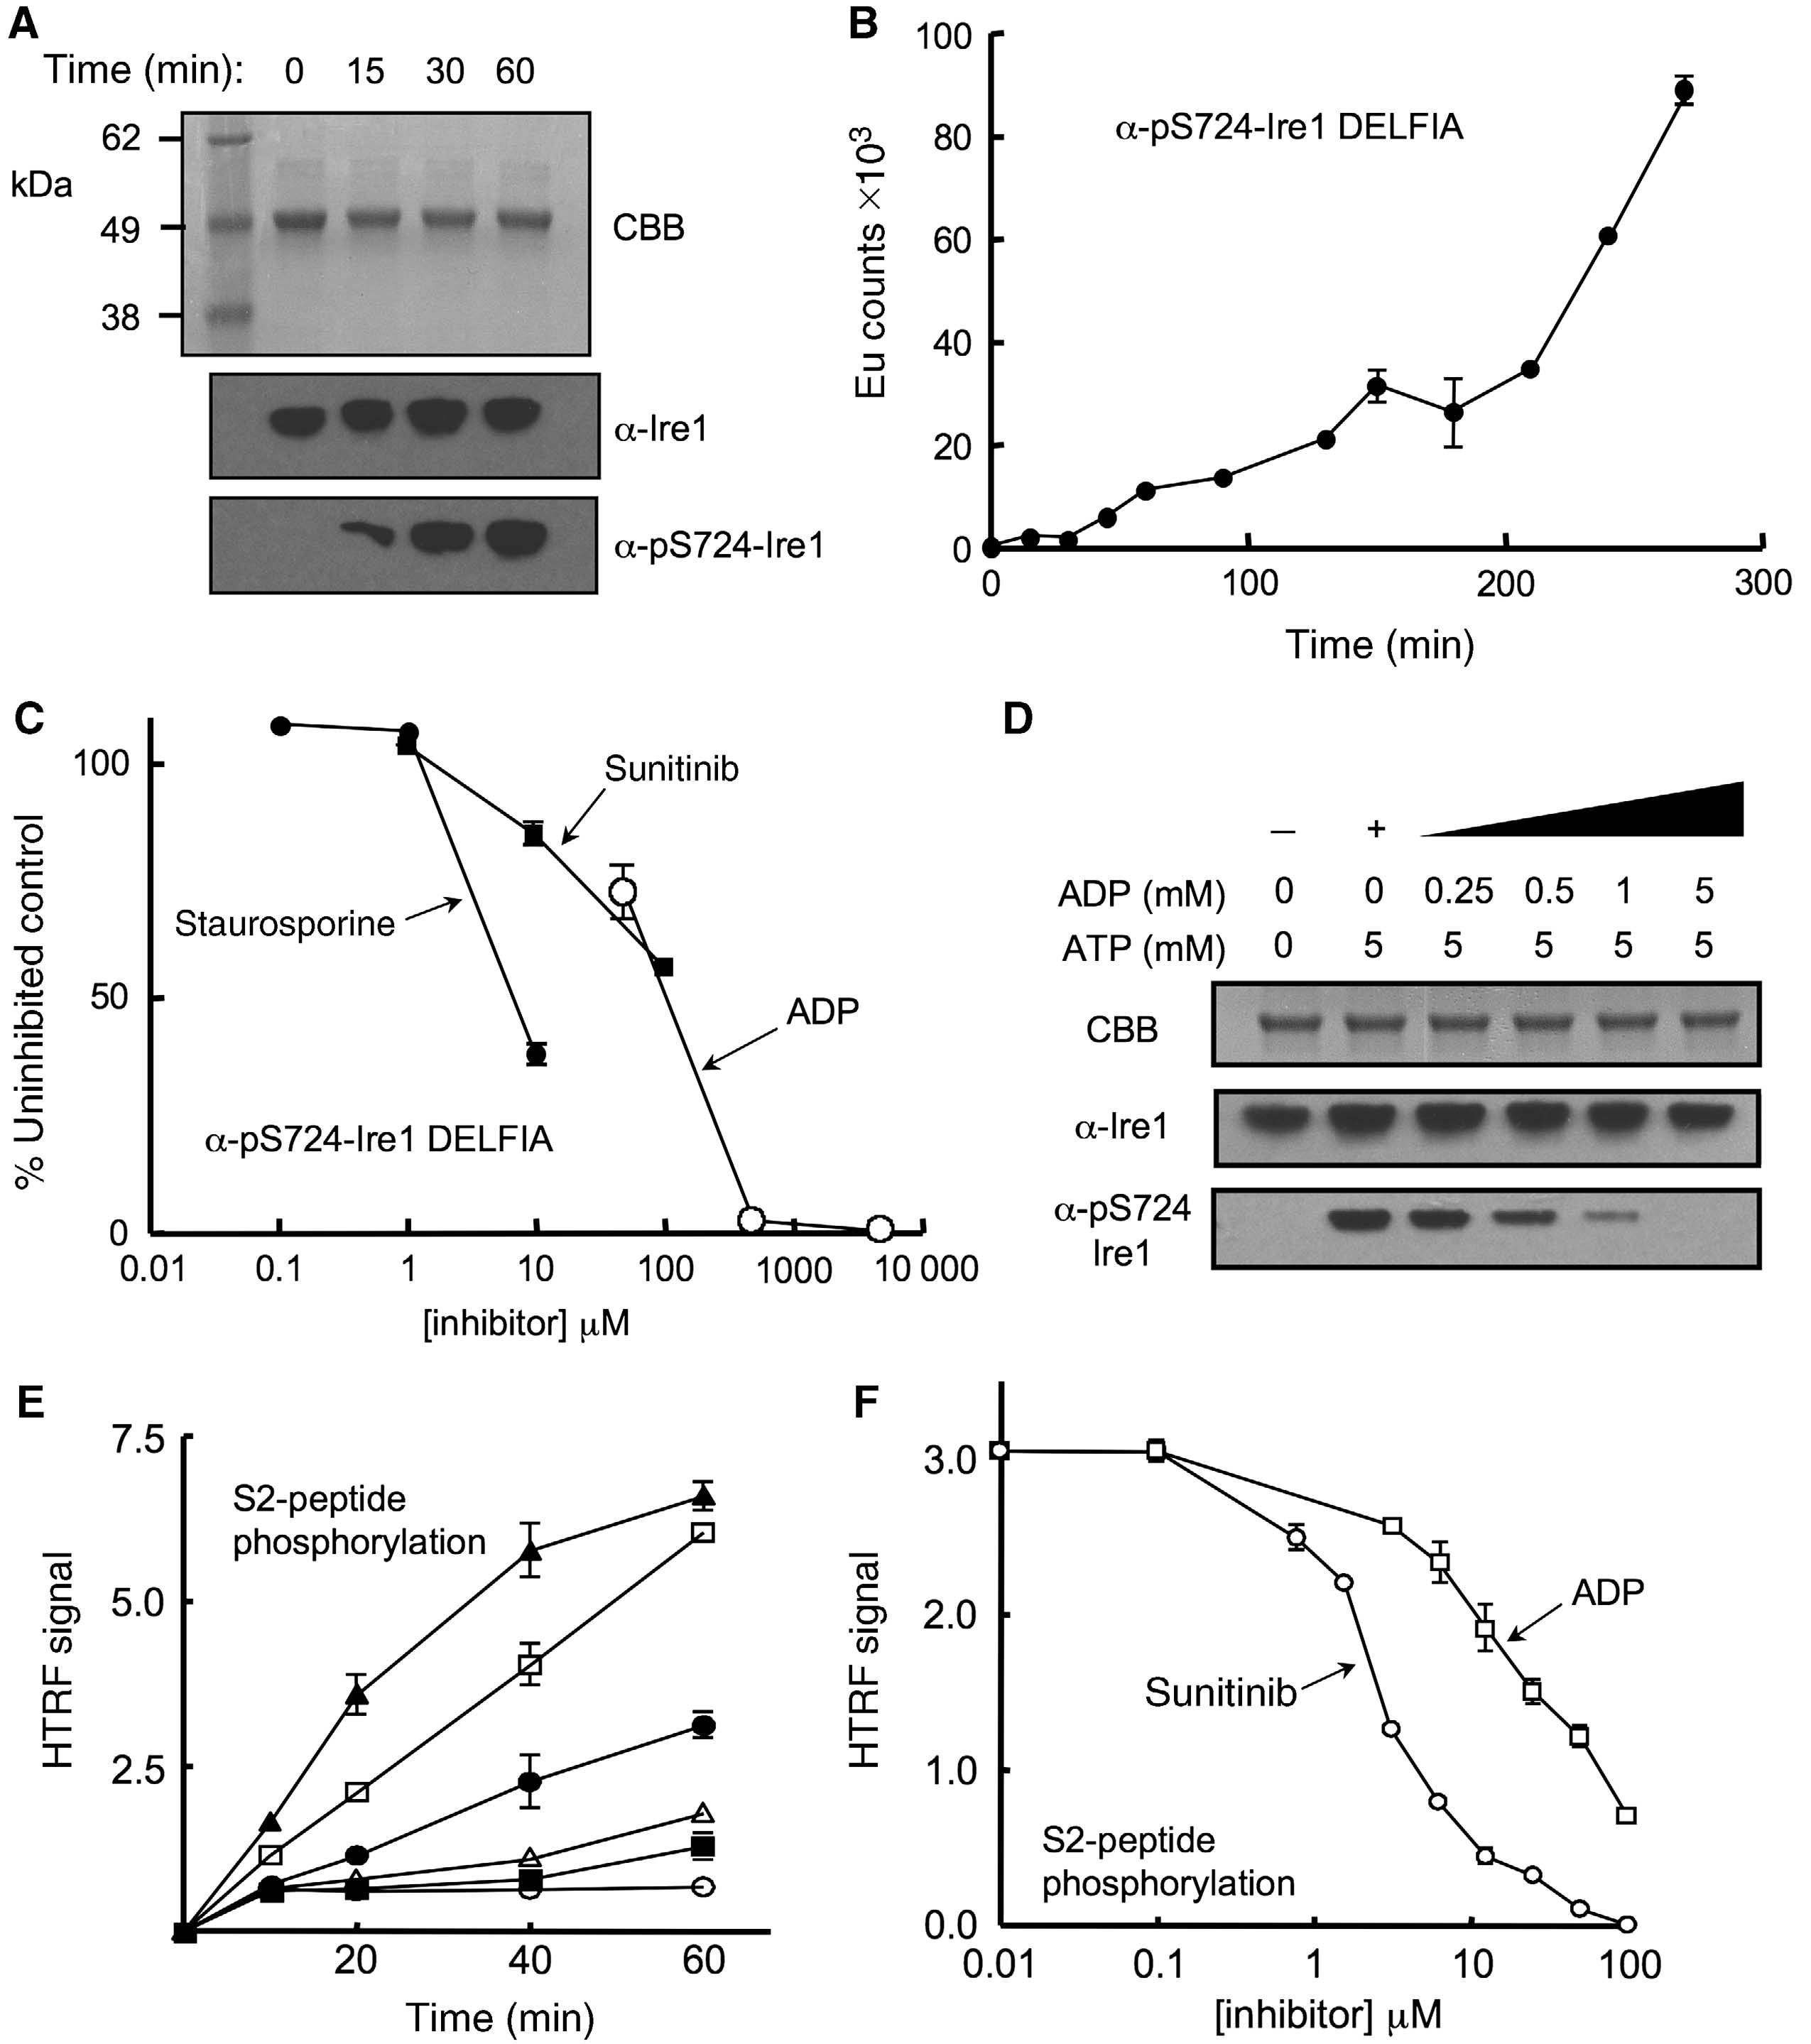 A
Time (min): 0 15 30 60
62
kDa
49
38
CBB
α-Ire1
α-pS724-Ire1
B
100
80
60
40
20
0
Eu counts ×10³
α-pS724-Ire1 DELFIA
0 100 200 300
Time (min)
C
100
50
0
% Uninhibited control
Sunitinib
Staurosporine
ADP
α-pS724-Ire1 DELFIA
0.01 0.1 1 10 100 1000 10 000
[inhibitor] μM
D
– +
ADP (mM) 0 0 0.25 0.5 1 5
ATP (mM) 0 5 5 5 5 5
CBB
α-Ire1
α-pS724
Ire1
E
7.5
5.0
2.5
HTRF signal
S2-peptide
phosphorylation
20 40 60
Time (min)
F
3.0
2.0
1.0
0.0
HTRF signal
ADP
Sunitinib
S2-peptide
phosphorylation
0.01 0.1 1 10 100
[inhibitor] μM